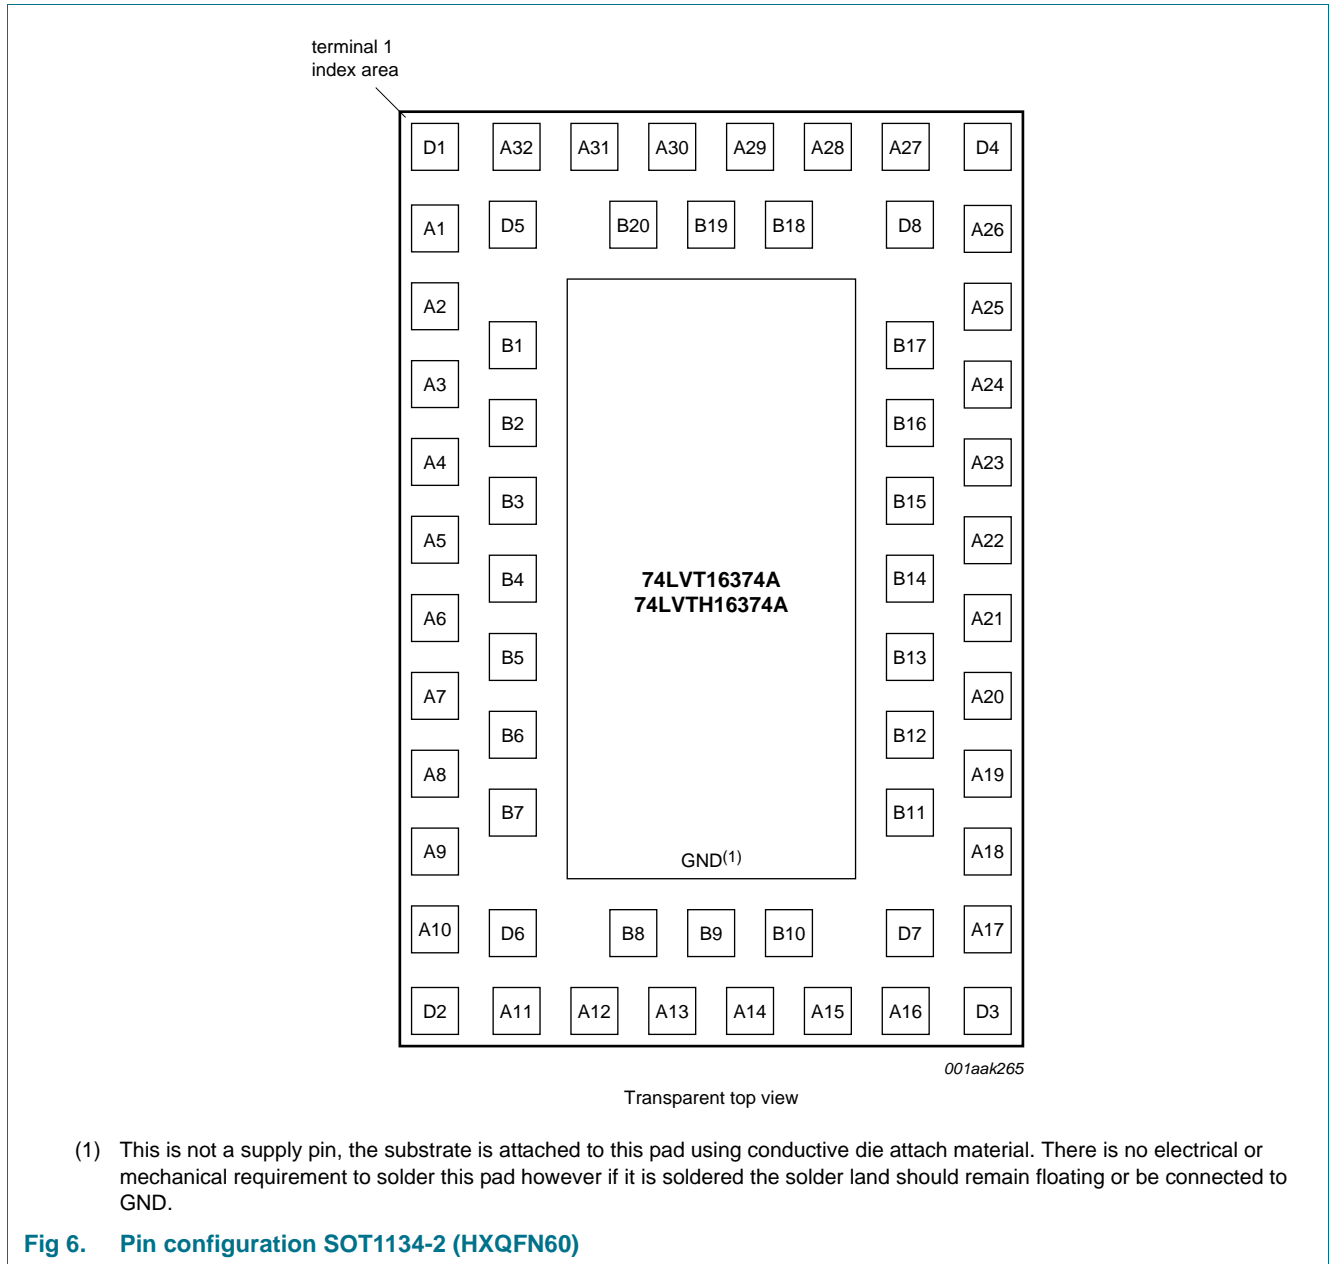 terminal 1
index area
D1 A32 A31 A30 A29 A28 A27 D4
A1 D5 B20 B19 B18 D8 A26
A2 A25
B1 B17
A3 A24
B2 B16
A4 A23
B3 B15
A5 A22
B4 74LVT16374A B14
74LVTH16374A
A6 A21
B5 B13
A7 A20
B6 B12
A8 A19
B7 B11
A9 GND(1) A18
A10 D6 B8 B9 B10 D7 A17
D2 A11 A12 A13 A14 A15 A16 D3
001aak265
Transparent top view
(1) This is not a supply pin, the substrate is attached to this pad using conductive die attach material. There is no electrical or
mechanical requirement to solder this pad however if it is soldered the solder land should remain floating or be connected to
GND.
Fig 6. Pin configuration SOT1134-2 (HXQFN60)